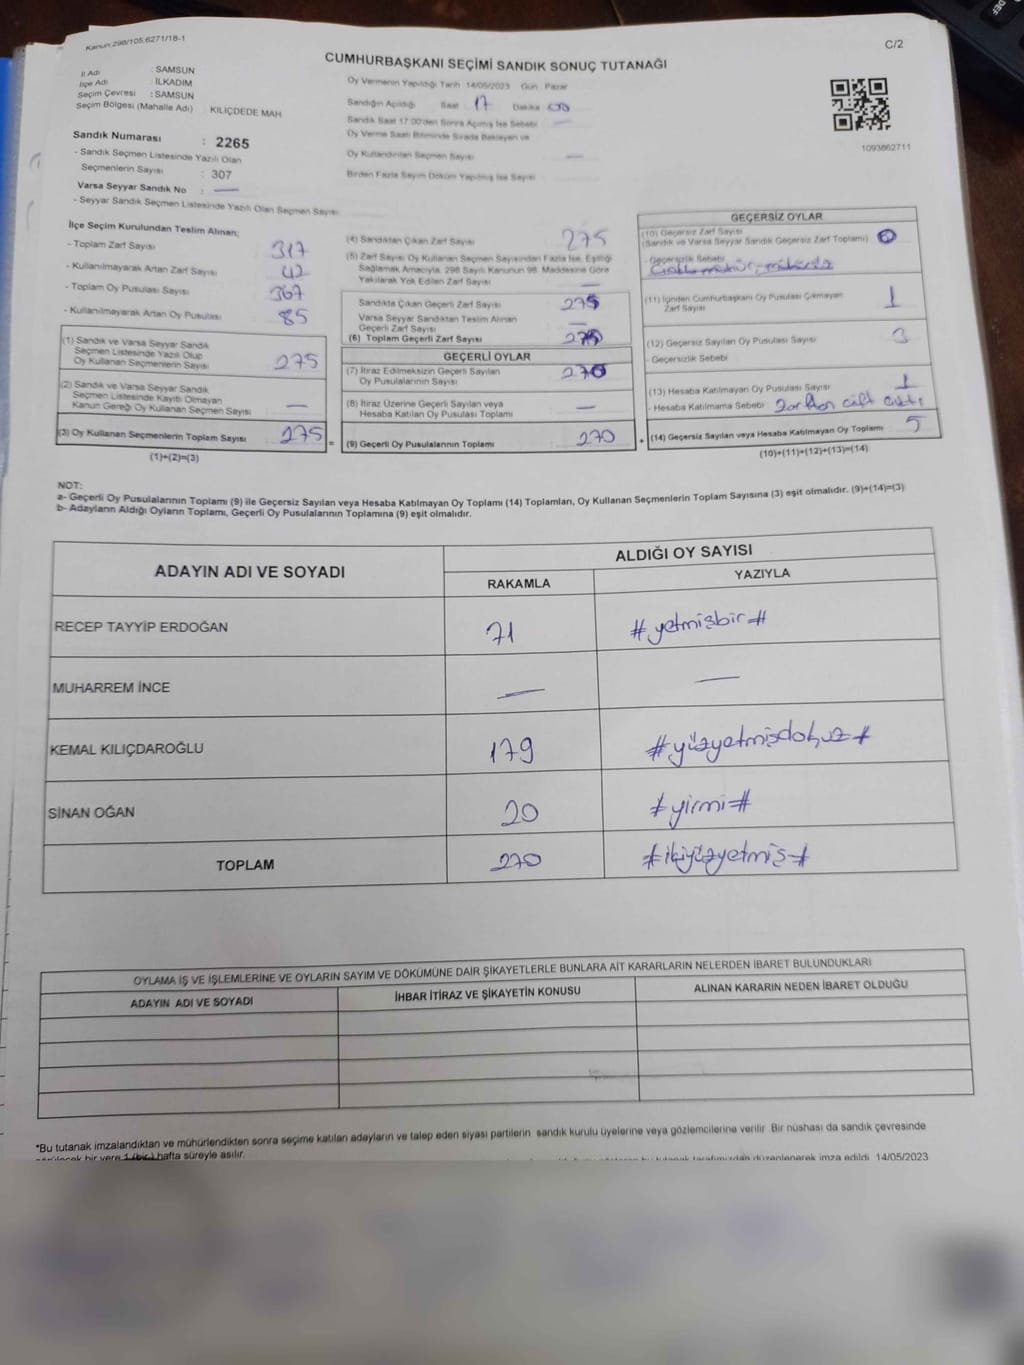 Kanun:298/105,6271/18-1
C/2
CUMHURBAŞKANI SEÇİMİ SANDIK SONUÇ TUTANAĞI
İl Adı : SAMSUN
İlçe Adı : İLKADIM
Seçim Çevresi : SAMSUN
Seçim Bölgesi (Mahalle Adı) : KILIÇDEDE MAH
Oy Vermenin Yapıldığı Tarih :14/05/2023 Gün : Pazar
Sandığın Açıldığı Saat 17 Dakika 00
Sandık Saat 17:00'den Sonra Açılmış İse Sebebi —
Oy Verme Saati Bitiminde Sırada Bekleyen ve
Oy Kullandırılan Seçmen Sayısı —
Birden Fazla Sayım Döküm Yapılmış İse Sayısı
1093862711
Sandık Numarası : 2265
- Sandık Seçmen Listesinde Yazılı Olan
Seçmenlerin Sayısı : 307
Varsa Seyyar Sandık No : —
- Seyyar Sandık Seçmen Listesinde Yazılı Olan Seçmen Sayısı
İlçe Seçim Kurulundan Teslim Alınan;
- Toplam Zarf Sayısı 317
- Kullanılmayarak Artan Zarf Sayısı 42
- Toplam Oy Pusulası Sayısı 367
- Kullanılmayarak Artan Oy Pusulası 85
(1) Sandık ve Varsa Seyyar Sandık
Seçmen Listesinde Yazılı Olup
Oy Kullanan Seçmenlerin Sayısı 275
(2) Sandık ve Varsa Seyyar Sandık
Seçmen Listesinde Kayıtlı Olmayan
Kanun Gereği Oy Kullanan Seçmen Sayısı —
(3) Oy Kullanan Seçmenlerin Toplam Sayısı 275 =
(1)+(2)=(3)
(4) Sandıktan Çıkan Zarf Sayısı 275
(5) Zarf Sayısı Oy Kullanan Seçmen Sayısından Fazla İse, Eşitliği
Sağlamak Amacıyla, 298 Sayılı Kanunun 98. Maddesine Göre
Yakılarak Yok Edilen Zarf Sayısı —
Sandıkta Çıkan Geçerli Zarf Sayısı 275
Varsa Seyyar Sandıktan Teslim Alınan
Geçerli Zarf Sayısı —
(6) Toplam Geçerli Zarf Sayısı 275
GEÇERLİ OYLAR
(7) İtiraz Edilmeksizin Geçerli Sayılan
Oy Pusulalarının Sayısı 270
(8) İtiraz Üzerine Geçerli Sayılan veya
Hesaba Katılan Oy Pusulası Toplamı —
(9) Geçerli Oy Pusulalarının Toplamı 270 +
GEÇERSİZ OYLAR
(10) Geçersiz Zarf Sayısı
(Sandık ve Varsa Seyyar Sandık Geçersiz Zarf Toplamı)
- Geçersizlik Sebebi
(11) İçinden Cumhurbaşkanı Oy Pusulası Çıkmayan
Zarf Sayısı 1
(12) Geçersiz Sayılan Oy Pusulası Sayısı 3
- Geçersizlik Sebebi
(13) Hesaba Katılmayan Oy Pusulası Sayısı 1
- Hesaba Katılmama Sebebi Zarftan çift çıktı
(14) Geçersiz Sayılan veya Hesaba Katılmayan Oy Toplamı 5
(10)+(11)+(12)+(13)=(14)
NOT:
a- Geçerli Oy Pusulalarının Toplamı (9) ile Geçersiz Sayılan veya Hesaba Katılmayan Oy Toplamı (14) Toplamları, Oy Kullanan Seçmenlerin Toplam Sayısına (3) eşit olmalıdır. (9)+(14)=(3)
b- Adayların Aldığı Oyların Toplamı, Geçerli Oy Pusulalarının Toplamına (9) eşit olmalıdır.
ADAYIN ADI VE SOYADI
ALDIĞI OY SAYISI
RAKAMLA YAZIYLA
RECEP TAYYİP ERDOĞAN 71 #yetmişbir#
MUHARREM İNCE — —
KEMAL KILIÇDAROĞLU 179 #yüzyetmişdokuz#
SİNAN OĞAN 20 #yirmi#
TOPLAM 270 #ikiyüzyetmiş#
OYLAMA İŞ VE İŞLEMLERİNE VE OYLARIN SAYIM VE DÖKÜMÜNE DAİR ŞİKAYETLERLE BUNLARA AİT KARARLARIN NELERDEN İBARET BULUNDUKLARI
ADAYIN ADI VE SOYADI İHBAR İTİRAZ VE ŞİKAYETİN KONUSU ALINAN KARARIN NEDEN İBARET OLDUĞU
*Bu tutanak imzalandıktan ve mühürlendikten sonra seçime katılan adayların ve talep eden siyasi partilerin sandık kurulu üyelerine veya gözlemcilerine verilir. Bir nüshası da sandık çevresinde
görülecek bir yere 1 (bir) hafta süreyle asılır.
bu tutanak tarafımızdan düzenlenerek imza edildi. 14/05/2023